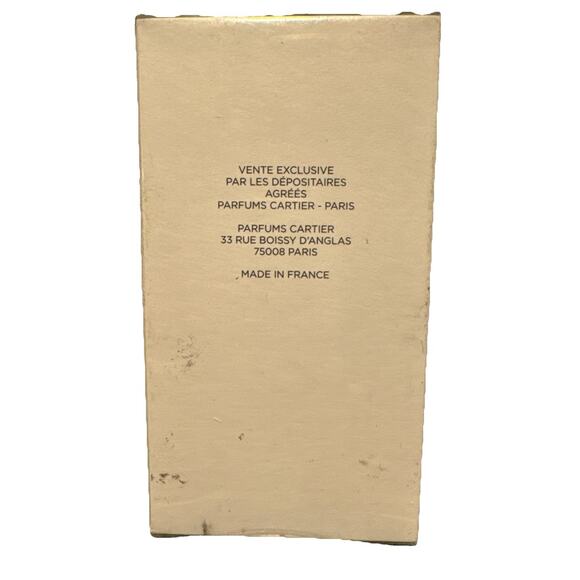 VENTE EXCLUSIVE
PAR LES DÉPOSITAIRES
AGRÉÉS
PARFUMS CARTIER - PARIS
PARFUMS CARTIER
33 RUE BOISSY D'ANGLAS
75008 PARIS
MADE IN FRANCE